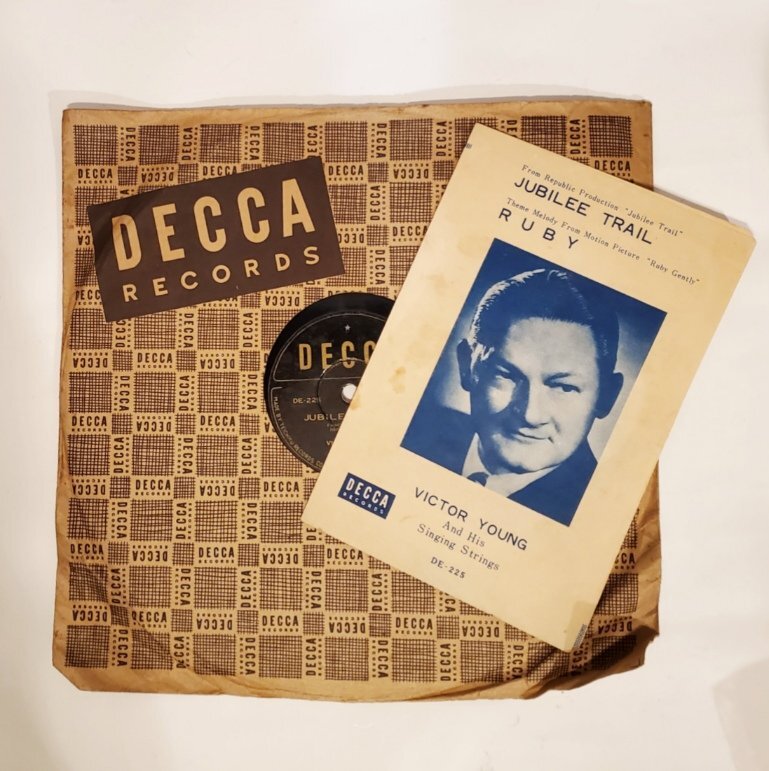 DECCA
RECORDS
DECCA
DE-225
JUBILE
From Republic Production "Jubilee Trail"
JUBILEE TRAIL
Theme Melody From Motion Picture "Ruby Gently"
RUBY
DECCA
RECORDS
VICTOR YOUNG
And His
Singing Strings
DE-225